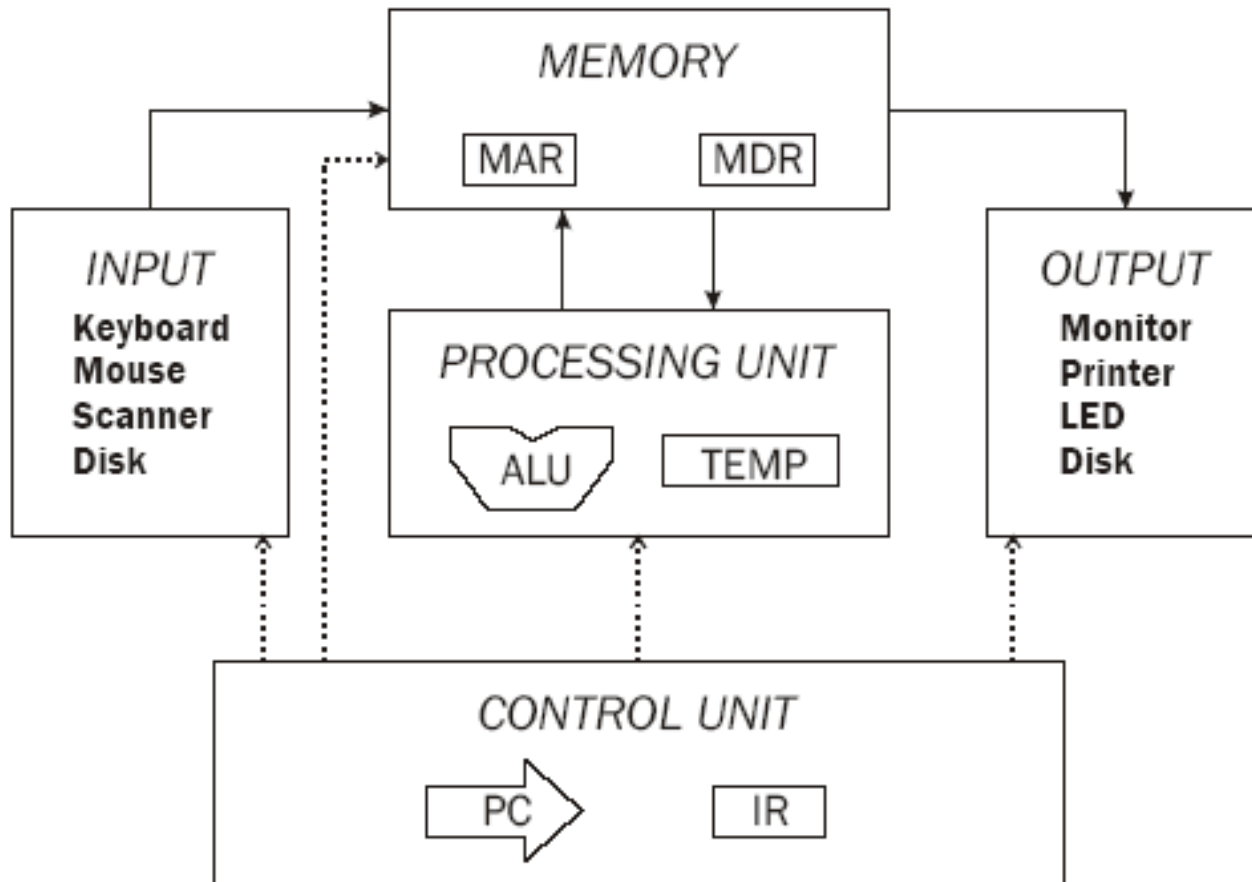 MEMORY
MAR
MDR
INPUT
Keyboard
Mouse
Scanner
Disk
PROCESSING UNIT
ALU
TEMP
OUTPUT
Monitor
Printer
LED
Disk
CONTROL UNIT
PC
IR